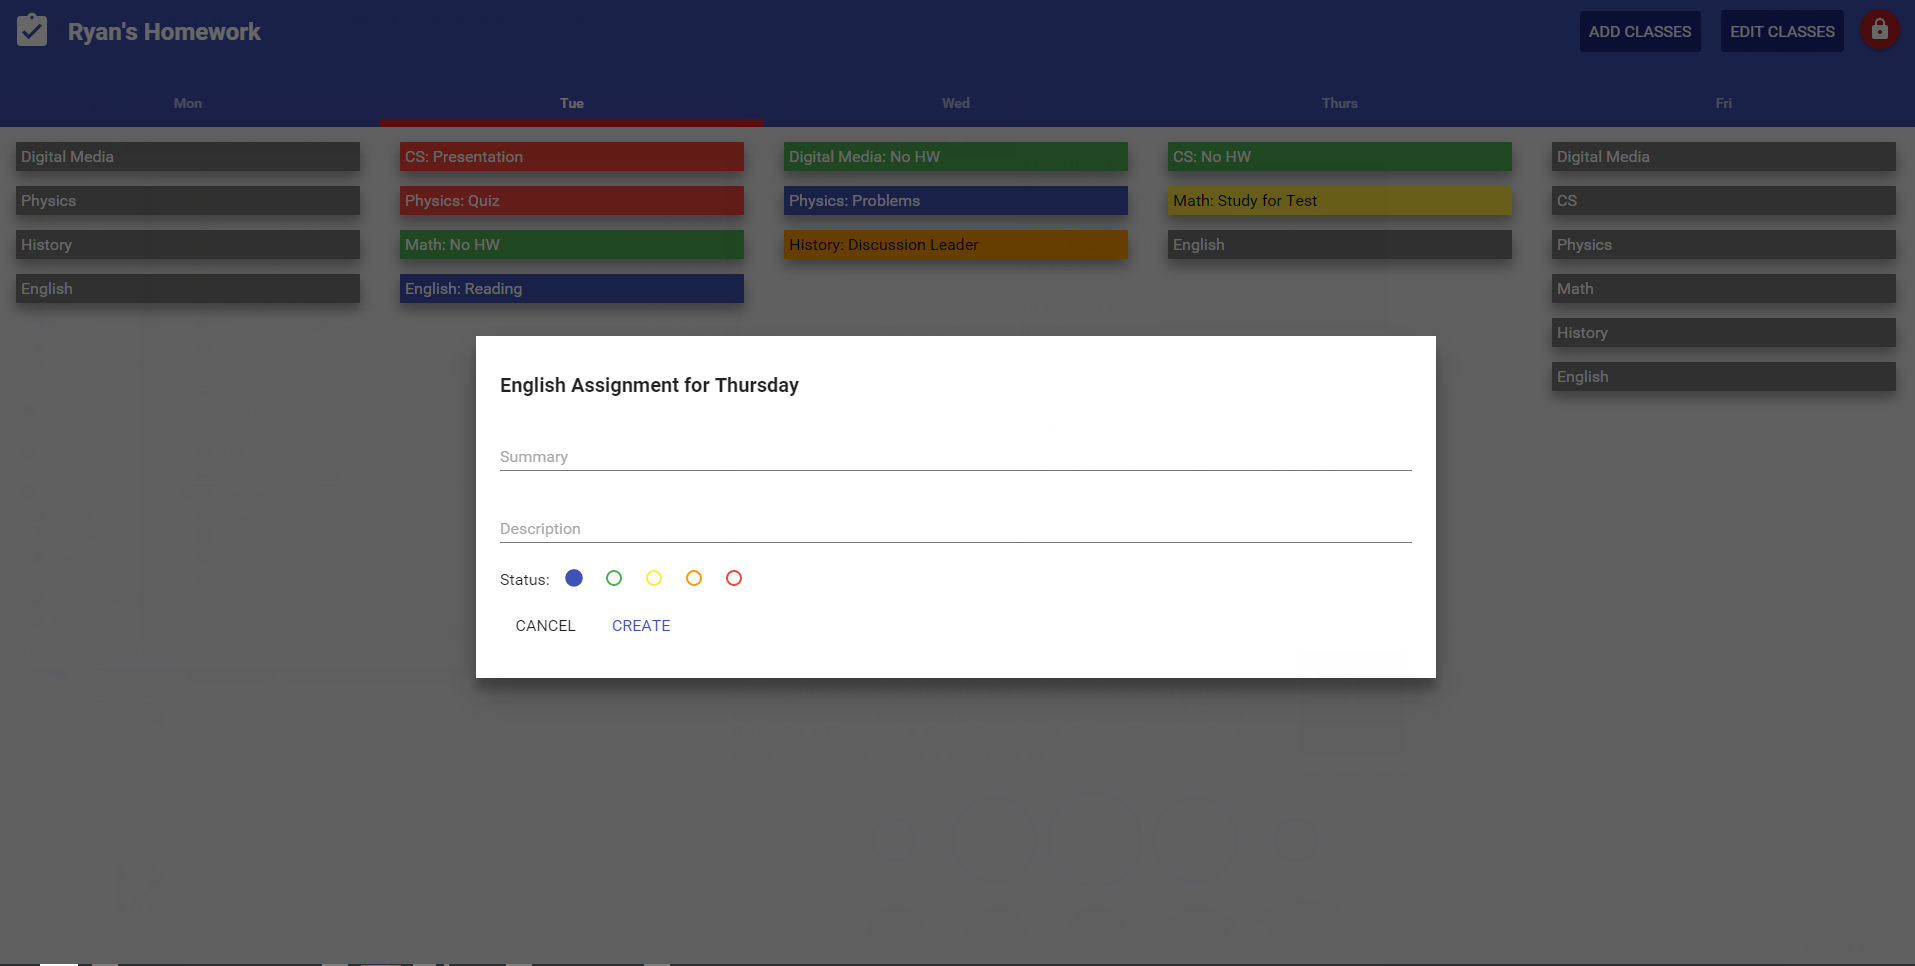 Ryan's Homework
ADD CLASSES
EDIT CLASSES
Mon
Tue
Wed
Thurs
Fri
Digital Media
Physics
History
English
CS: Presentation
Physics: Quiz
Math: No HW
English: Reading
Digital Media: No HW
Physics: Problems
History: Discussion Leader
CS: No HW
Math: Study for Test
English
Digital Media
CS
Physics
Math
History
English
English Assignment for Thursday
Summary
Description
Status:
CANCEL
CREATE